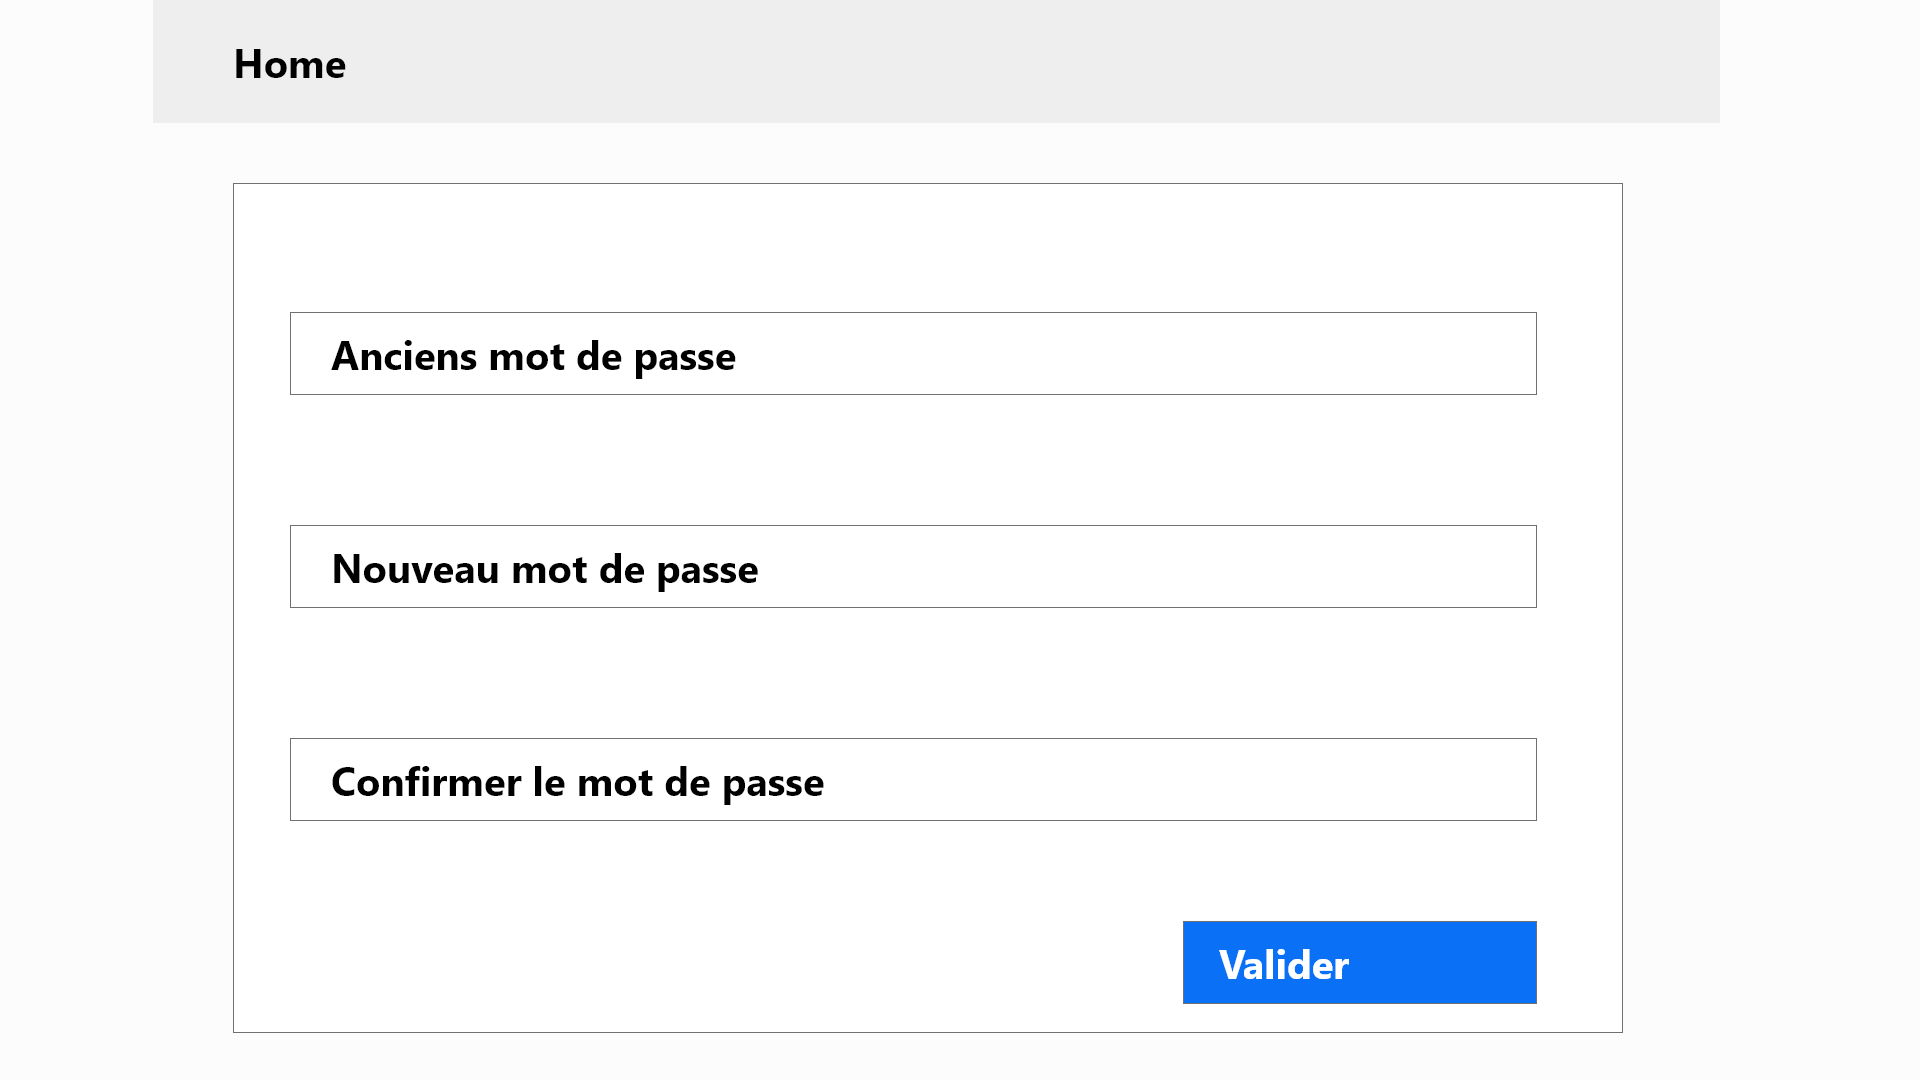 Home
Anciens mot de passe
Nouveau mot de passe
Confirmer le mot de passe
Valider